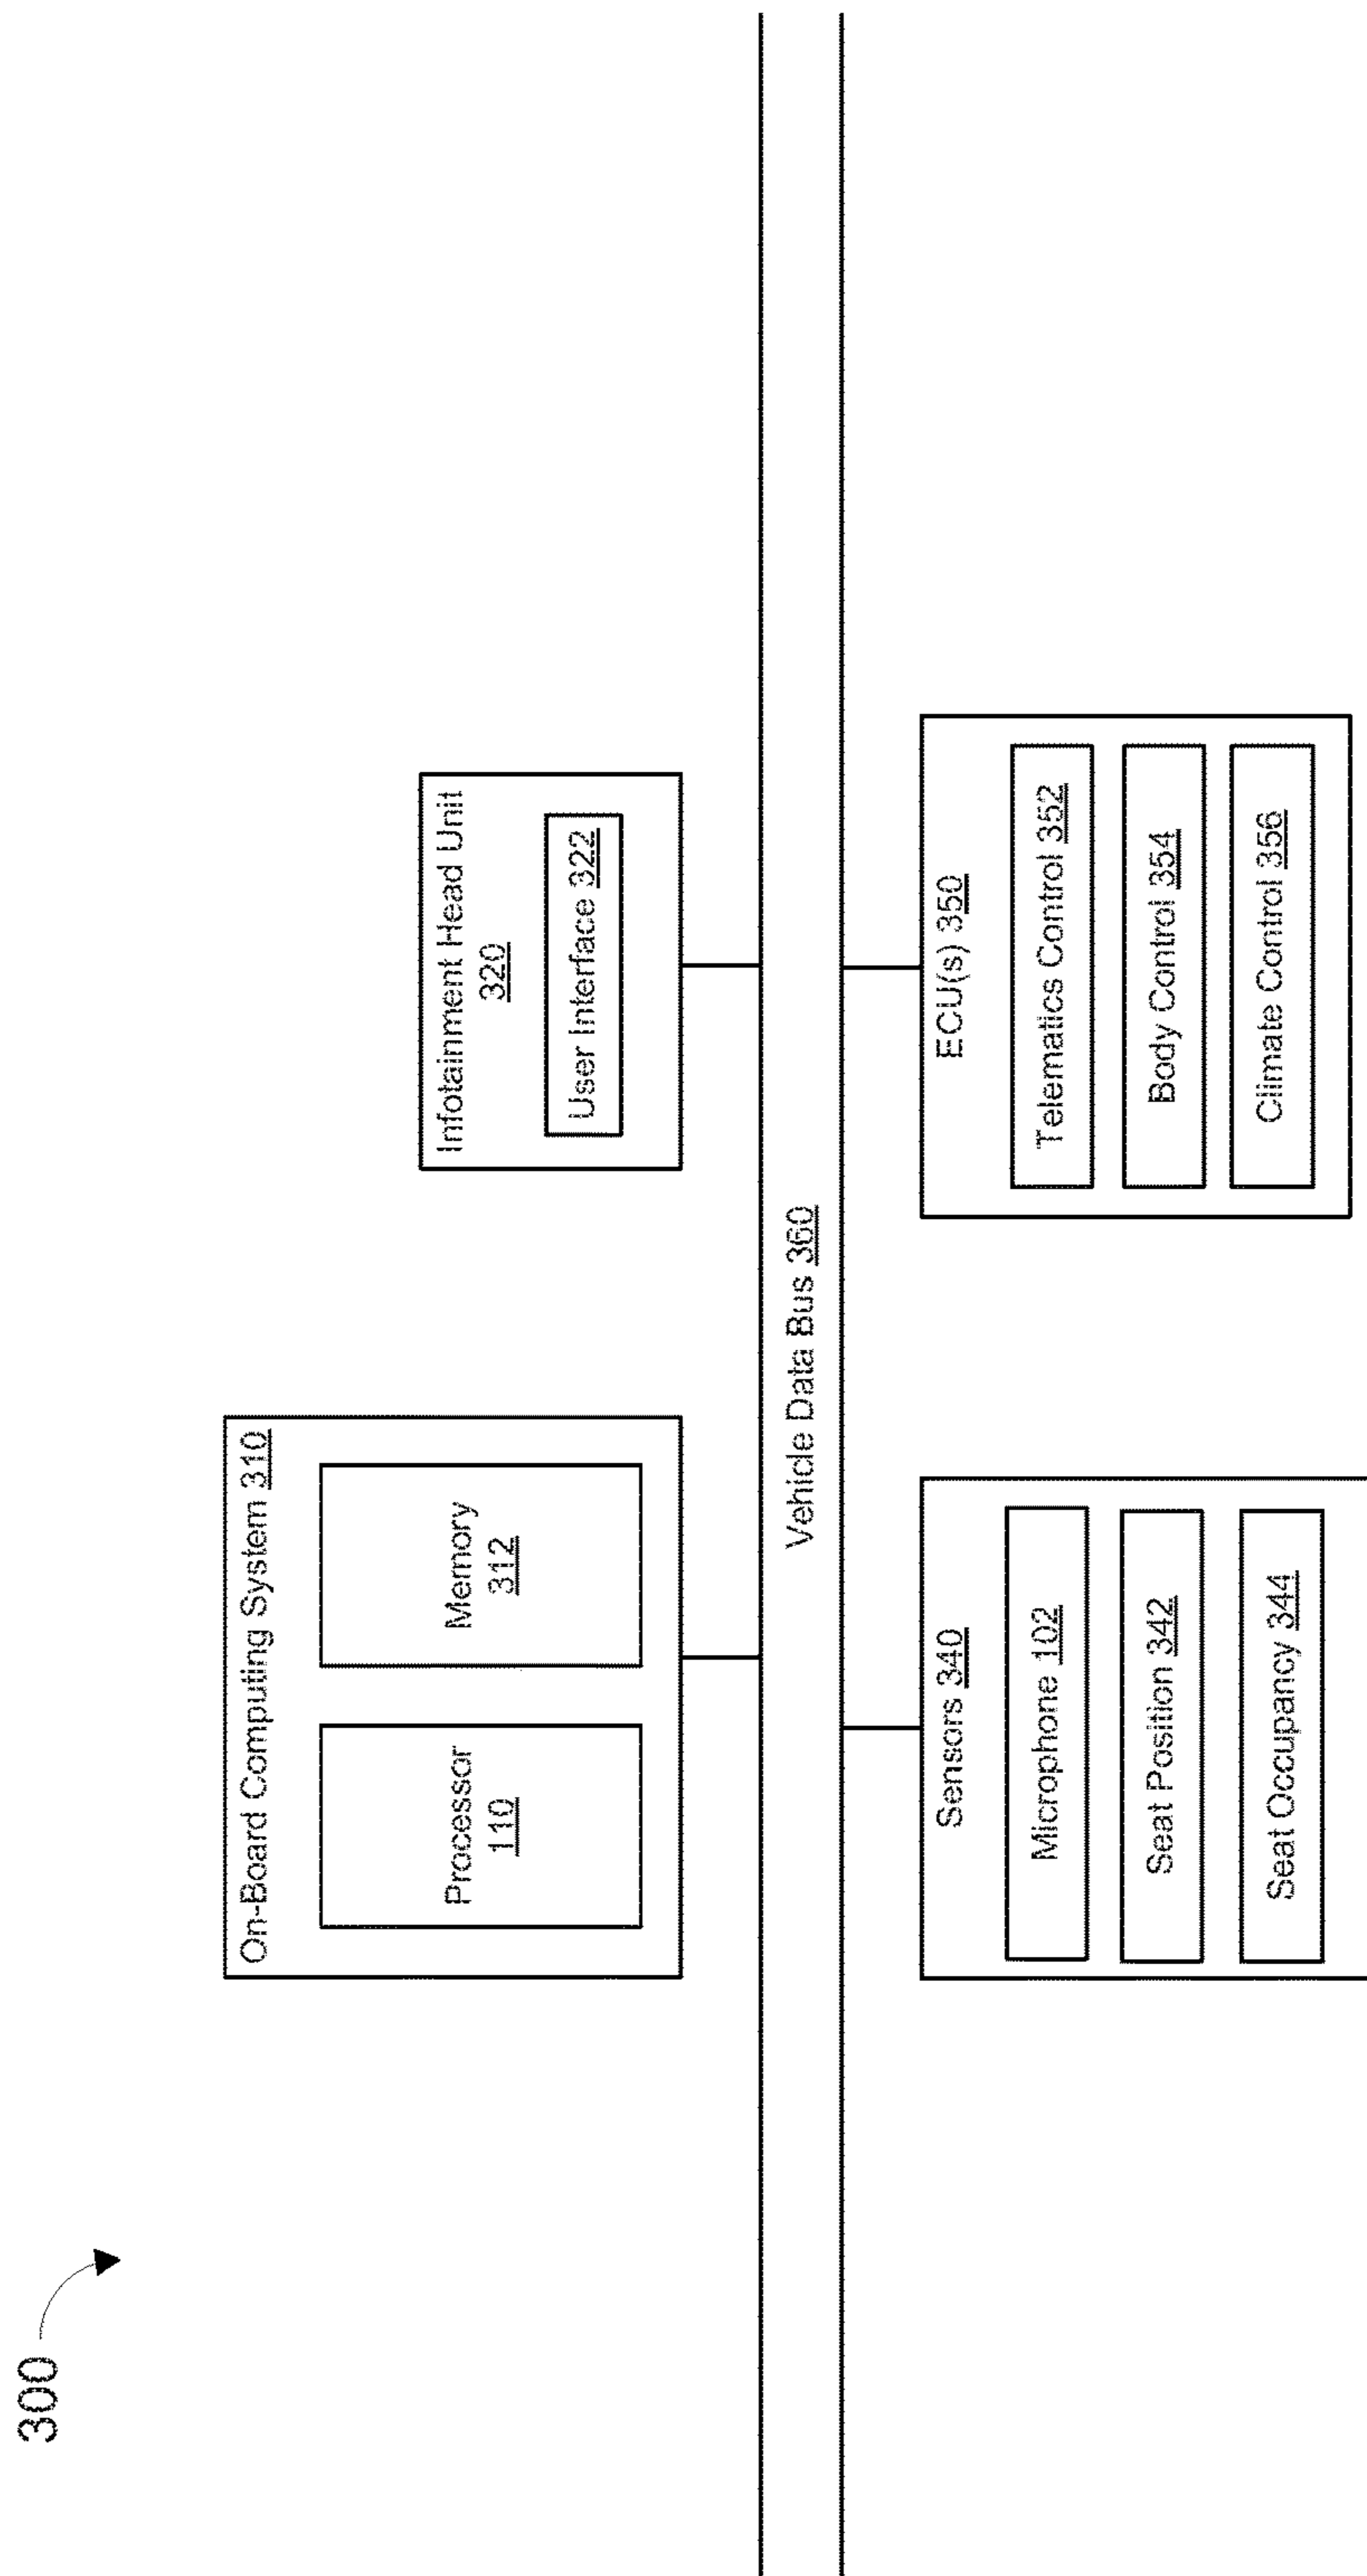 300
On-Board Computing System 310
Processor
110
Memory
312
Infotainment Head Unit
320
User Interface 322
Vehicle Data Bus 360
Sensors 340
Microphone 102
Seat Position 342
Seat Occupancy 344
ECU(s) 350
Telematics Control 352
Body Control 354
Climate Control 356